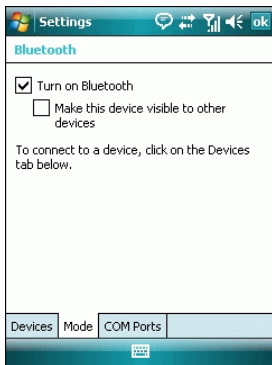 Settings
ok
Bluetooth
Turn on Bluetooth
Make this device visible to other
devices
To connect to a device, click on the Devices
tab below.
Devices Mode COM Ports